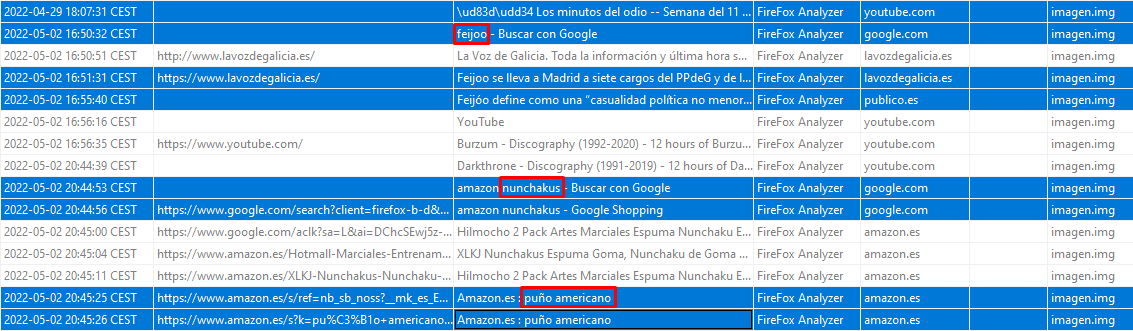 2022-04-29 18:07:31 CEST \ud83d\udd34 Los minutos del odio -- Semana del 11 ... FireFox Analyzer youtube.com imagen.img
2022-05-02 16:50:32 CEST feijoo - Buscar con Google FireFox Analyzer google.com imagen.img
2022-05-02 16:50:51 CEST http://www.lavozdegalicia.es/ La Voz de Galicia. Toda la información y última hora s... FireFox Analyzer lavozdegalicia.es imagen.img
2022-05-02 16:51:31 CEST https://www.lavozdegalicia.es/ Feijoo se lleva a Madrid a siete cargos del PPdeG y de l... FireFox Analyzer lavozdegalicia.es imagen.img
2022-05-02 16:55:40 CEST Feijóo define como una “casualidad política no menor... FireFox Analyzer publico.es imagen.img
2022-05-02 16:56:16 CEST YouTube FireFox Analyzer youtube.com imagen.img
2022-05-02 16:56:35 CEST https://www.youtube.com/ Burzum - Discography (1992-2020) - 12 hours of Burzu... FireFox Analyzer youtube.com imagen.img
2022-05-02 20:44:39 CEST Darkthrone - Discography (1991-2019) - 12 hours of Da... FireFox Analyzer youtube.com imagen.img
2022-05-02 20:44:53 CEST amazon nunchakus - Buscar con Google FireFox Analyzer google.com imagen.img
2022-05-02 20:44:56 CEST https://www.google.com/search?client=firefox-b-d&... amazon nunchakus - Google Shopping FireFox Analyzer google.com imagen.img
2022-05-02 20:45:00 CEST https://www.google.com/aclk?sa=L&ai=DChcSEwj5z-... Hilmocho 2 Pack Artes Marciales Espuma Nunchaku E... FireFox Analyzer amazon.es imagen.img
2022-05-02 20:45:04 CEST https://www.amazon.es/Hotmall-Marciales-Entrenam... XLKJ Nunchakus Espuma Goma, Nunchaku de Goma ... FireFox Analyzer amazon.es imagen.img
2022-05-02 20:45:11 CEST https://www.amazon.es/XLKJ-Nunchakus-Nunchaku-... Hilmocho 2 Pack Artes Marciales Espuma Nunchaku E... FireFox Analyzer amazon.es imagen.img
2022-05-02 20:45:25 CEST https://www.amazon.es/s/ref=nb_sb_noss?__mk_es_E... Amazon.es : puño americano FireFox Analyzer amazon.es imagen.img
2022-05-02 20:45:26 CEST https://www.amazon.es/s?k=pu%C3%B1o+americano... Amazon.es : puño americano FireFox Analyzer amazon.es imagen.img